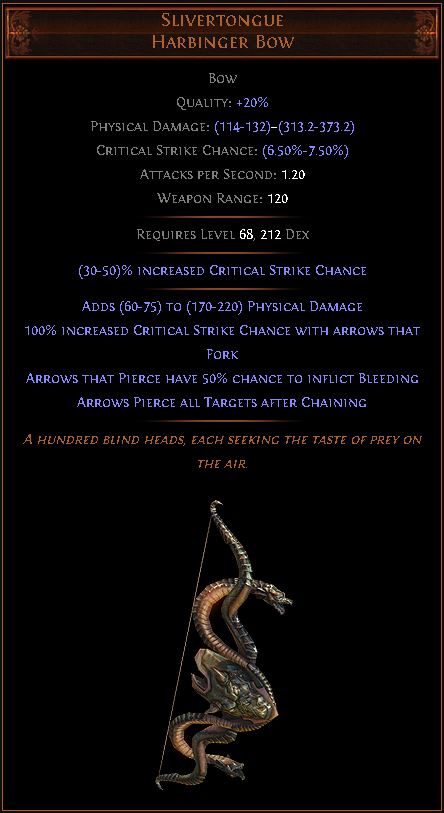 Slivertongue
Harbinger Bow
Bow
Quality: +20%
Physical Damage: (114-132)–(313.2-373.2)
Critical Strike Chance: (6.50%-7.50%)
Attacks per Second: 1.20
Weapon Range: 120
Requires Level 68, 212 Dex
(30-50)% increased Critical Strike Chance
Adds (60-75) to (170-220) Physical Damage
100% increased Critical Strike Chance with arrows that
Fork
Arrows that Pierce have 50% chance to inflict Bleeding
Arrows Pierce all Targets after Chaining
A hundred blind heads, each seeking the taste of prey on
the air.